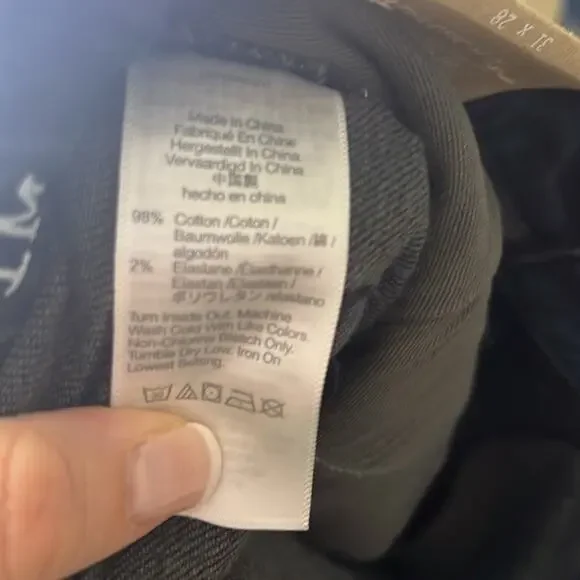 31 X 28
Made in China
Fabriqué En Chine
Hergestellt in China
Vervaardigd In China
中国製
hecho en china
98% Cotton /Coton /
Baumwolle /Katoen /綿 /
algodón
2% Elastane /Élasthanne /
Elastan /Elasteen /
ポリウレタン /elastano
Turn Inside Out. Machine
Wash Cold With Like Colors.
Non-Chlorine Bleach Only.
Tumble Dry Low. Iron On
Lowest Setting.
30